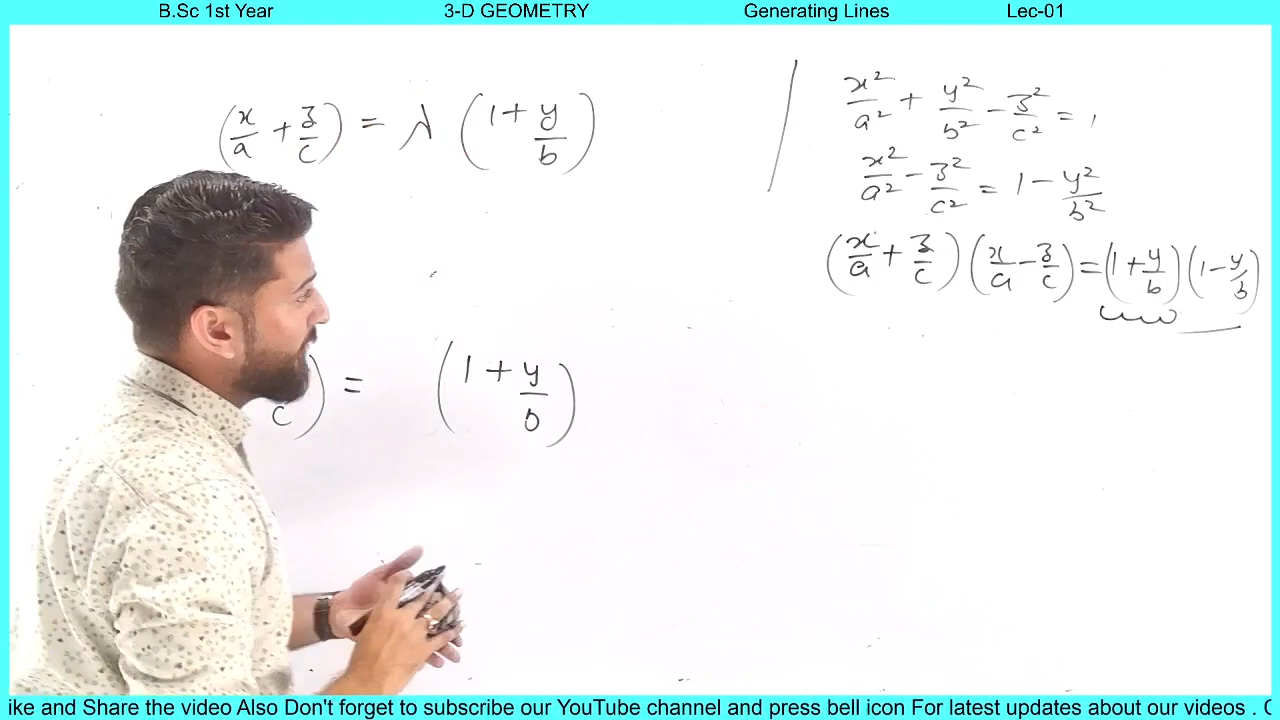 B.Sc 1st Year 3-D GEOMETRY Generating Lines Lec-01
(x/a + z/c) = λ (1 + y/b)
c) = (1 + y/b)
x²/a² + y²/b² - z²/c² = 1
x²/a² - z²/c² = 1 - y²/b²
(x/a + z/c) (x/a - z/c) = (1 + y/b) (1 - y/b)
ike and Share the video Also Don't forget to subscribe our YouTube channel and press bell icon For latest updates about our videos .